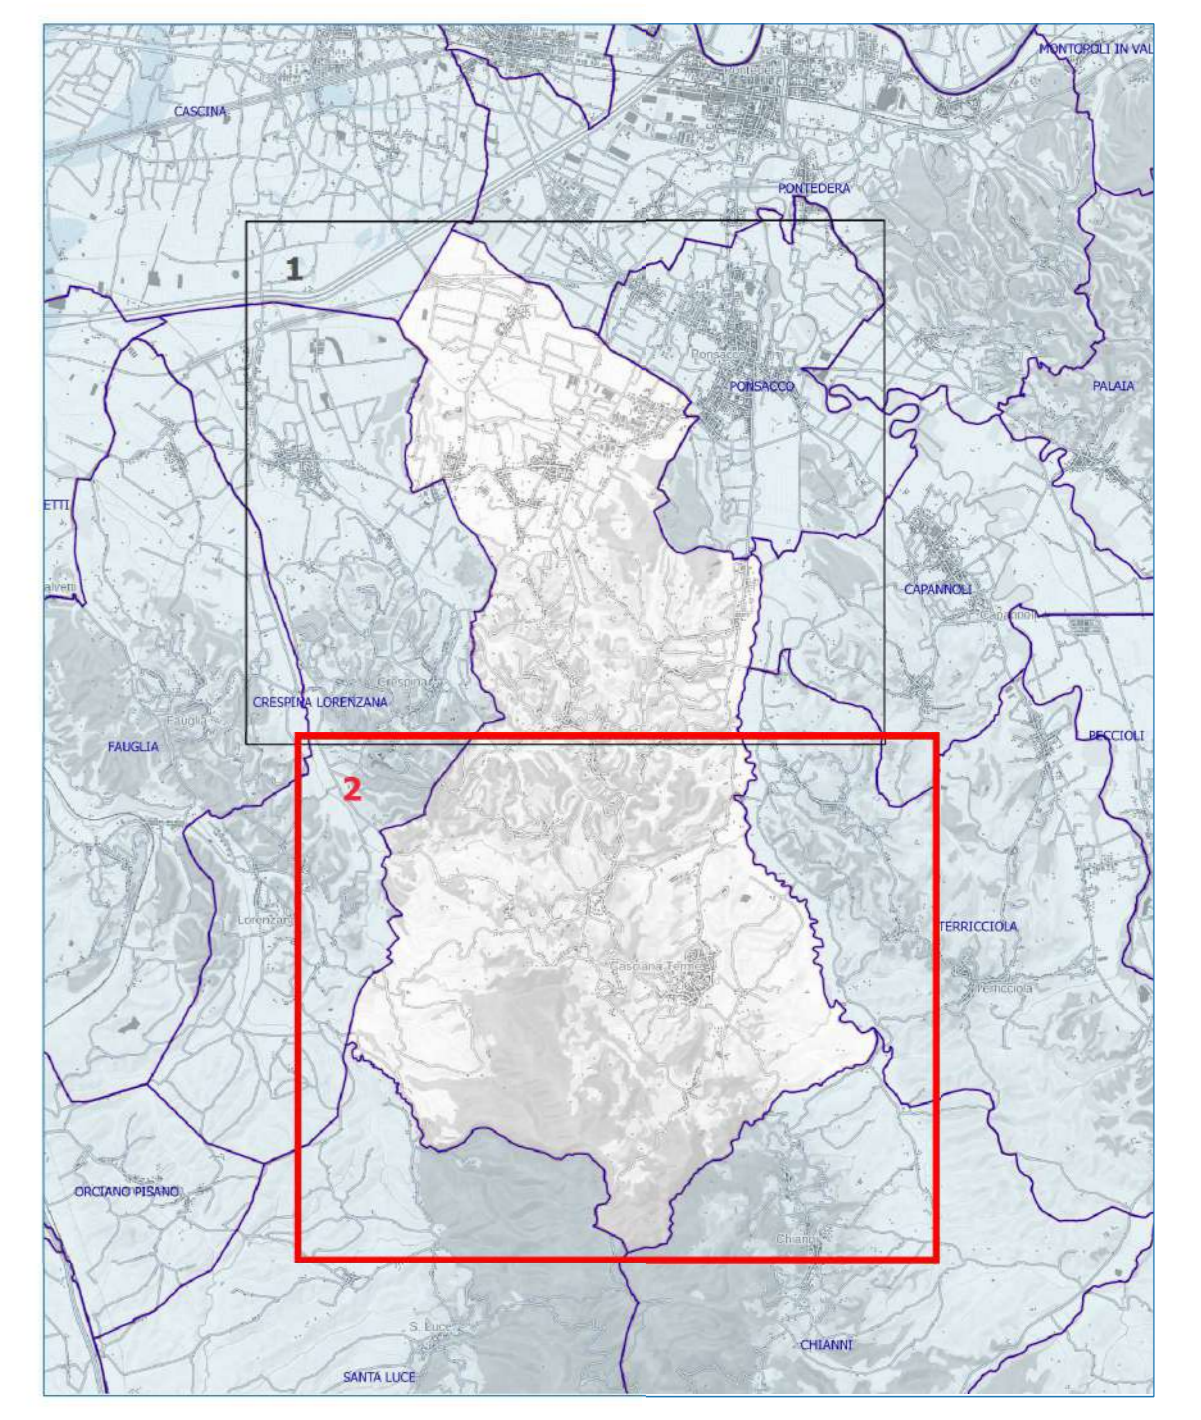 MONTOPOLI IN VAL
Pontedera
CASCINA
PONTEDERA
1
Ponsacco
PONSACCO
PALAIA
ETTI
CAPANNOLI
Capannoli
Crespina
CRESPINA LORENZANA
Fauglia
FAUGLIA
PECCIOLI
2
Lorenzana
TERRICCIOLA
Casciana Terme
Terricciola
ORCIANO PISANO
Chianni
S. Luce
CHIANNI
SANTA LUCE